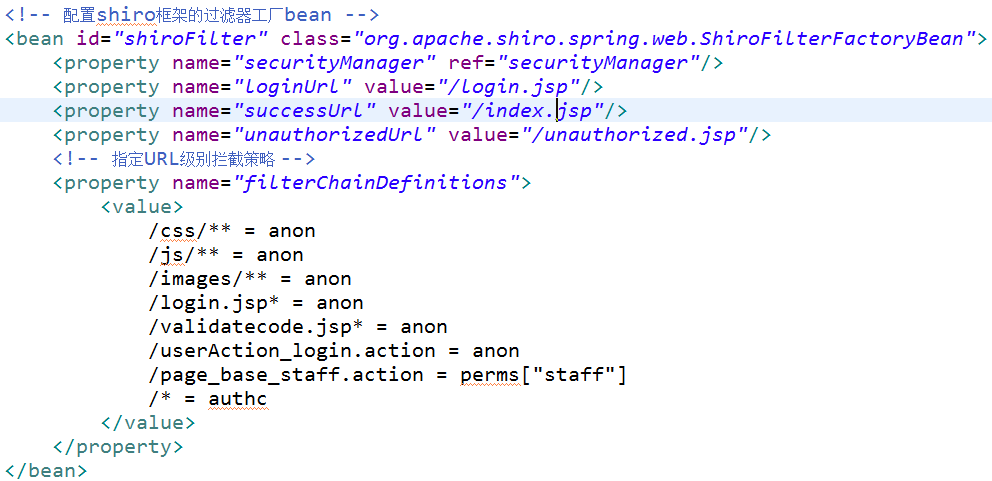 <!-- 配置shiro框架的过滤器工厂bean -->
<bean id="shiroFilter" class="org.apache.shiro.spring.web.ShiroFilterFactoryBean">
    <property name="securityManager" ref="securityManager"/>
    <property name="loginUrl" value="/login.jsp"/>
    <property name="successUrl" value="/index.jsp"/>
    <property name="unauthorizedUrl" value="/unauthorized.jsp"/>
    <!-- 指定URL级别拦截策略 -->
    <property name="filterChainDefinitions">
        <value>
            /css/** = anon
            /js/** = anon
            /images/** = anon
            /login.jsp* = anon
            /validatecode.jsp* = anon
            /userAction_login.action = anon
            /page_base_staff.action = perms["staff"]
            /* = authc
        </value>
    </property>
</bean>